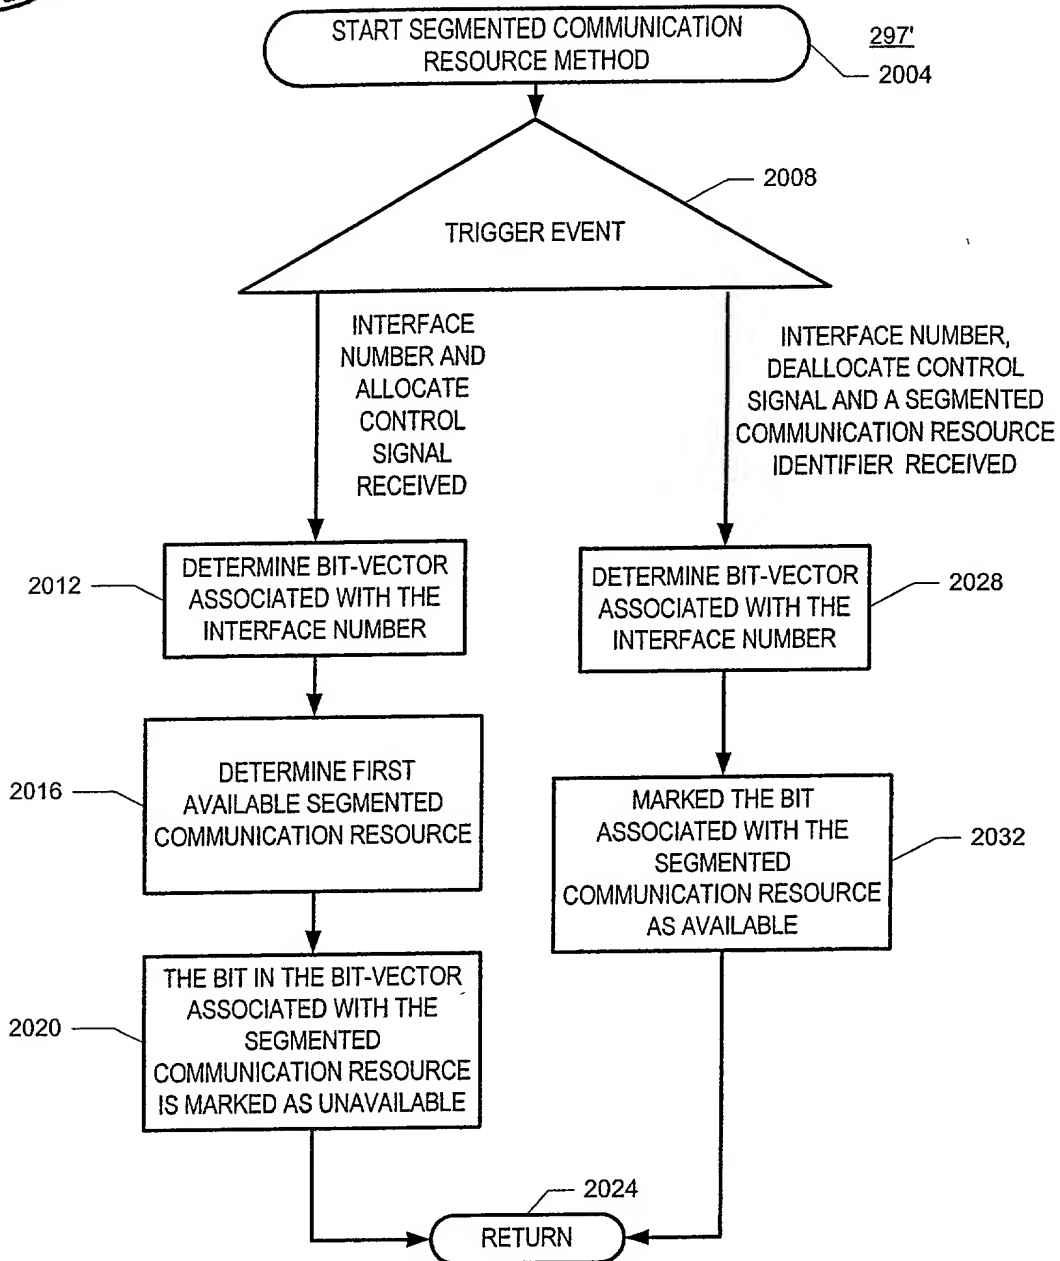 START SEGMENTED COMMUNICATION
RESOURCE METHOD
297'
2004
2008
TRIGGER EVENT
INTERFACE
NUMBER AND
ALLOCATE
CONTROL
SIGNAL
RECEIVED
INTERFACE NUMBER,
DEALLOCATE CONTROL
SIGNAL AND A SEGMENTED
COMMUNICATION RESOURCE
IDENTIFIER RECEIVED
2012
DETERMINE BIT-VECTOR
ASSOCIATED WITH THE
INTERFACE NUMBER
DETERMINE BIT-VECTOR
ASSOCIATED WITH THE
INTERFACE NUMBER
2028
2016
DETERMINE FIRST
AVAILABLE SEGMENTED
COMMUNICATION RESOURCE
MARKED THE BIT
ASSOCIATED WITH THE
SEGMENTED
COMMUNICATION RESOURCE
AS AVAILABLE
2032
2020
THE BIT IN THE BIT-VECTOR
ASSOCIATED WITH THE
SEGMENTED
COMMUNICATION RESOURCE
IS MARKED AS UNAVAILABLE
2024
RETURN